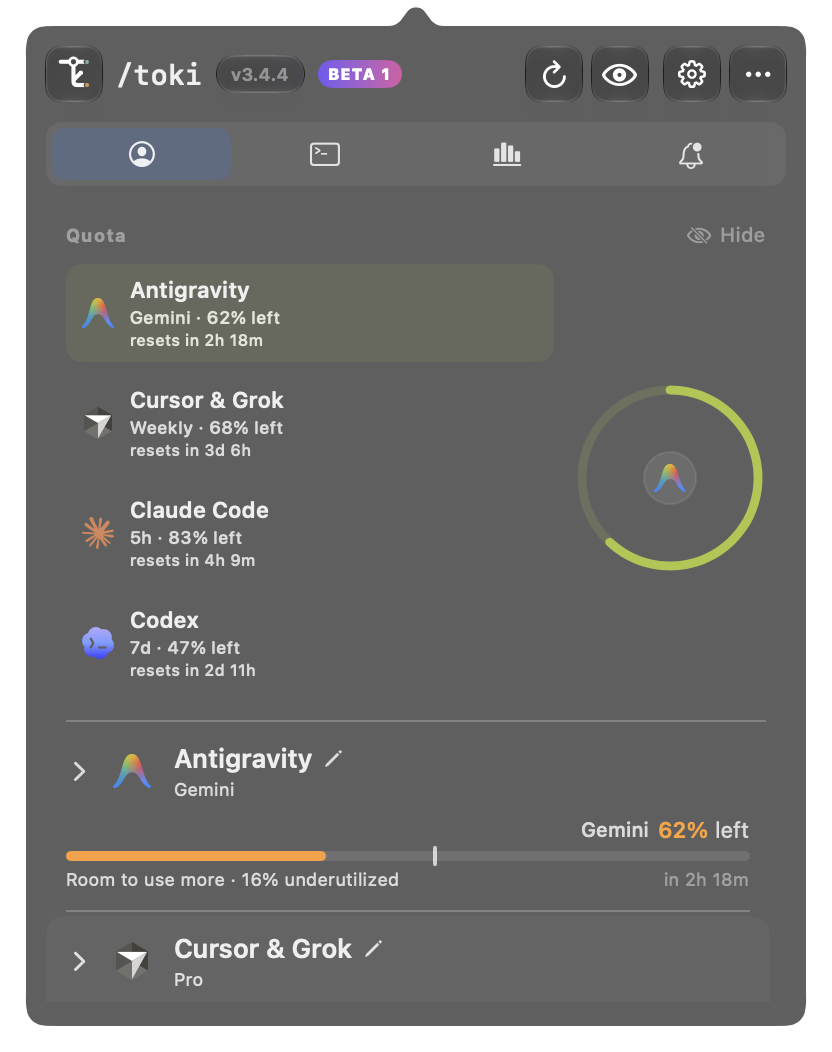 /toki v3.4.4 BETA 1
Quota
Hide
Antigravity
Gemini · 62% left
resets in 2h 18m
Cursor & Grok
Weekly · 68% left
resets in 3d 6h
Claude Code
5h · 83% left
resets in 4h 9m
Codex
7d · 47% left
resets in 2d 11h
Antigravity
Gemini
Gemini 62% left
Room to use more · 16% underutilized
in 2h 18m
Cursor & Grok
Pro